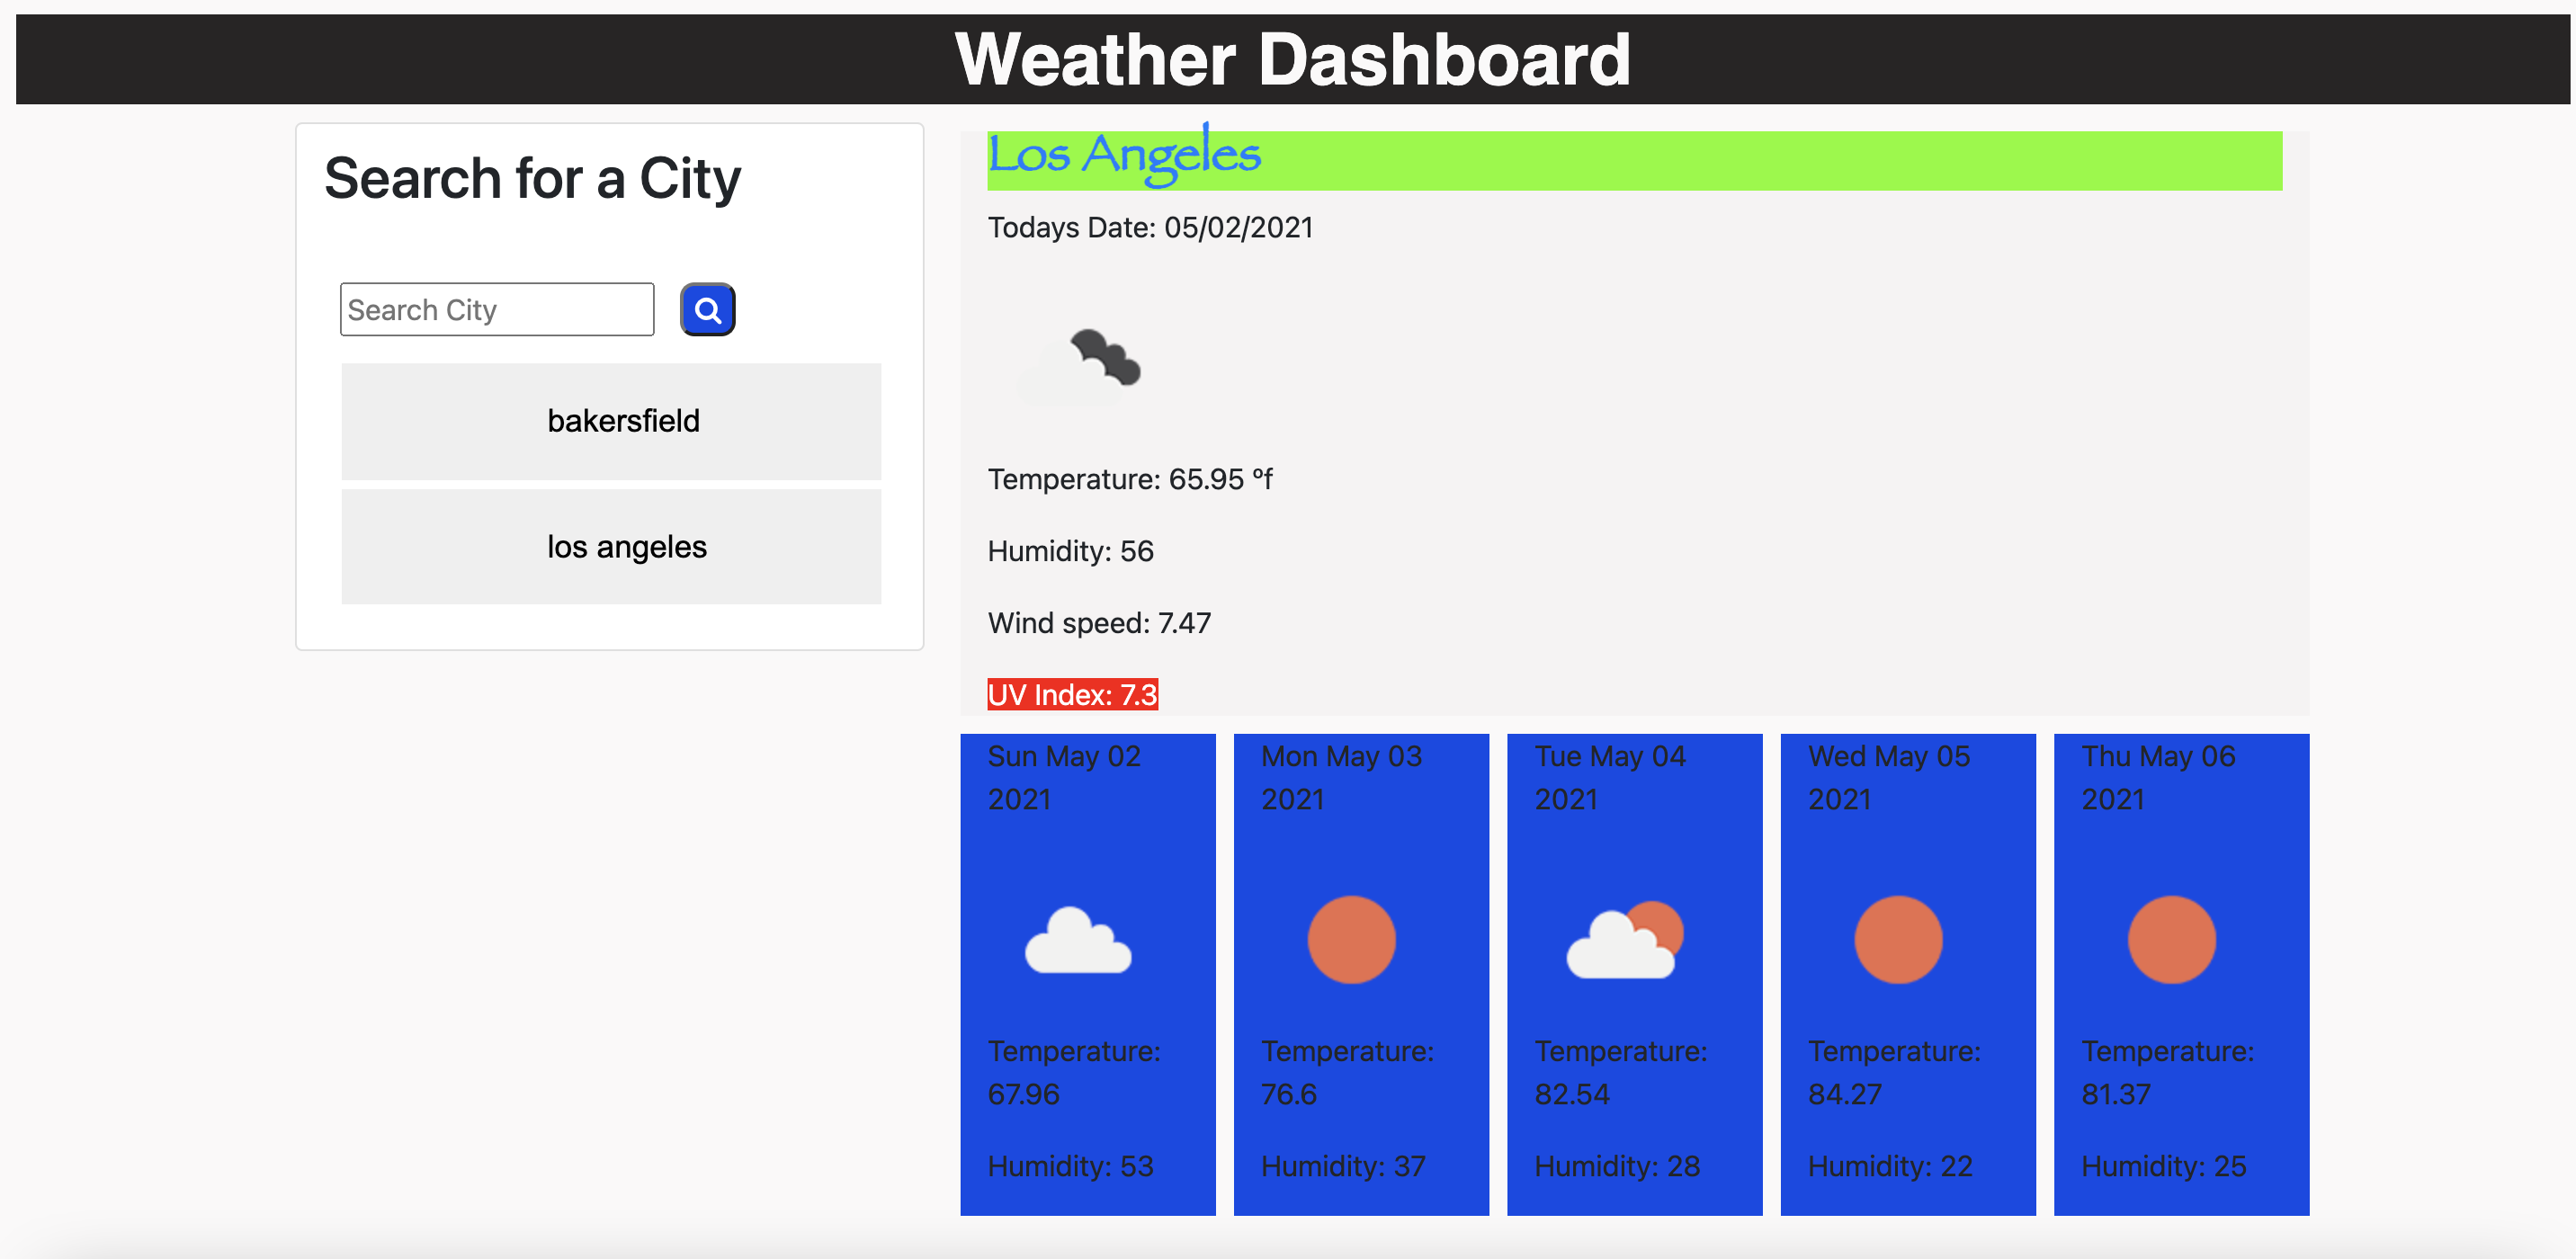 Weather Dashboard
Search for a City
Search City
bakersfield
los angeles
Los Angeles
Todays Date: 05/02/2021
Temperature: 65.95 °f
Humidity: 56
Wind speed: 7.47
UV Index: 7.3
Sun May 02
2021
Temperature:
67.96
Humidity: 53
Mon May 03
2021
Temperature:
76.6
Humidity: 37
Tue May 04
2021
Temperature:
82.54
Humidity: 28
Wed May 05
2021
Temperature:
84.27
Humidity: 22
Thu May 06
2021
Temperature:
81.37
Humidity: 25